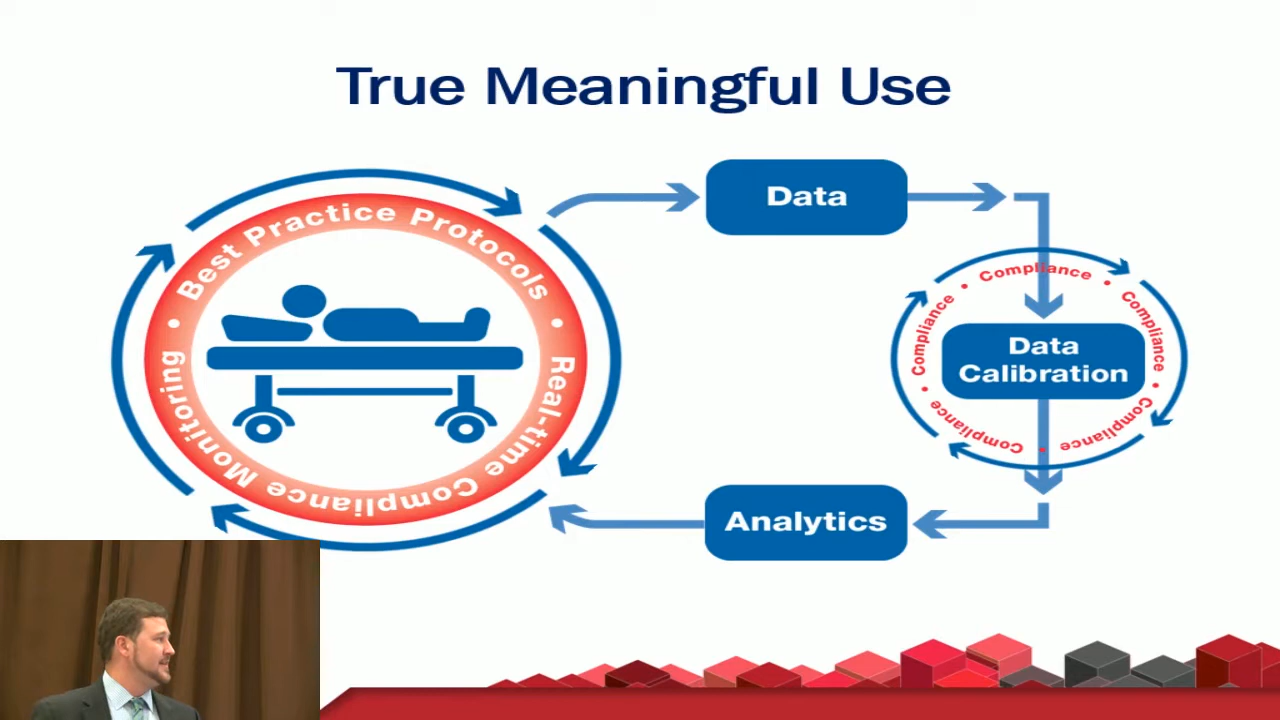 True Meaningful Use
• Best Practice Protocols •
Real-time Compliance Monitoring
Data
Compliance • Compliance • Compliance • Compliance • Compliance • Compliance •
Data
Calibration
Analytics